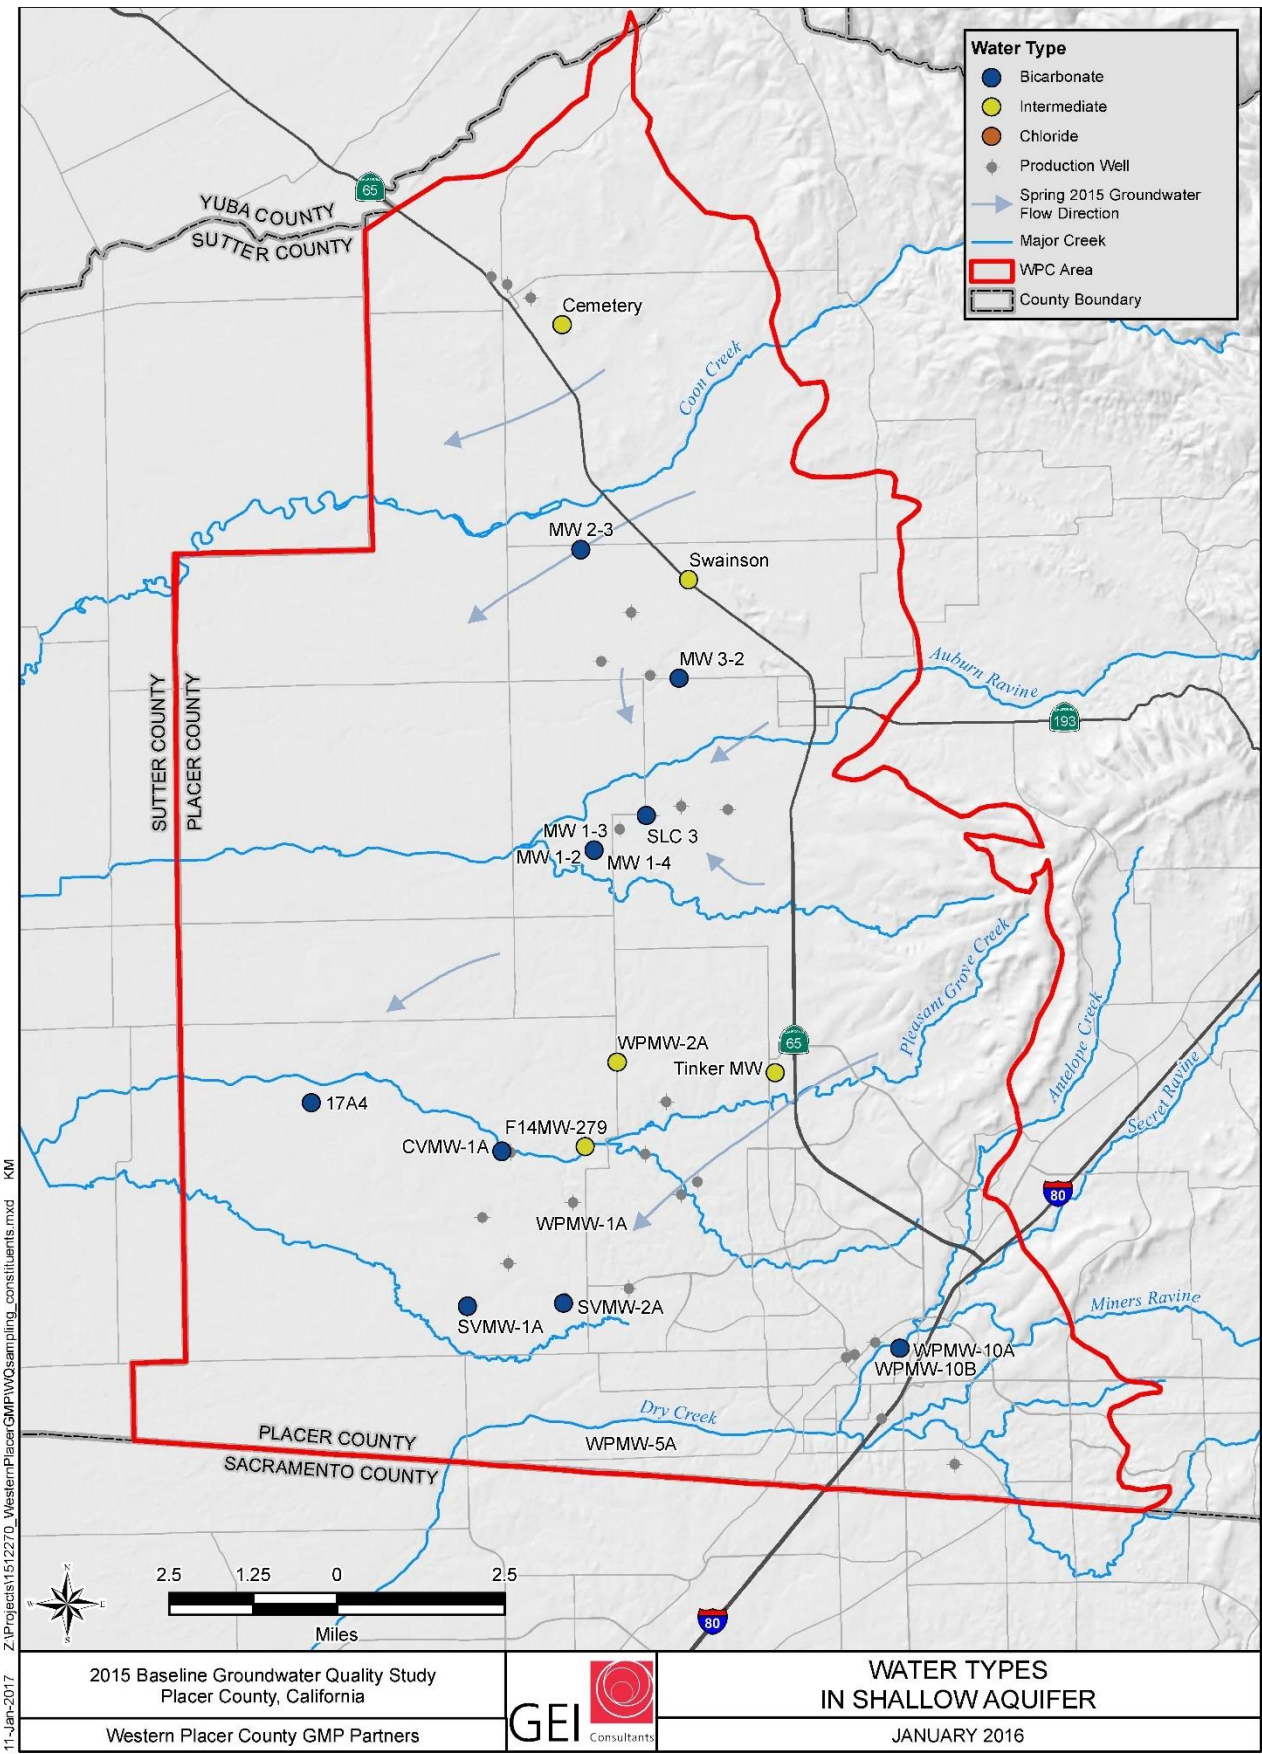 Water Type
Bicarbonate
Intermediate
Chloride
Production Well
Spring 2015 Groundwater
Flow Direction
Major Creek
WPC Area
County Boundary
65
YUBA COUNTY
SUTTER COUNTY
Cemetery
Coon Creek
MW 2-3
Swainson
MW 3-2
Auburn Ravine
193
SUTTER COUNTY
PLACER COUNTY
MW 1-3
SLC 3
MW 1-2
MW 1-4
Pleasant Grove Creek
Antelope Creek
Secret Ravine
WPMW-2A
65
Tinker MW
17A4
F14MW-279
CVMW-1A
80
WPMW-1A
SVMW-2A
SVMW-1A
Miners Ravine
WPMW-10A
WPMW-10B
Dry Creek
WPMW-5A
PLACER COUNTY
SACRAMENTO COUNTY
N
W
E
S
2.5 1.25 0 2.5
Miles
80
11-Jan-2017 Z:\Projects\1512270_WesternPlacerGMP\WQsampling_constituents.mxd KM
2015 Baseline Groundwater Quality Study
Placer County, California
Western Placer County GMP Partners
GEI
Consultants
WATER TYPES
IN SHALLOW AQUIFER
JANUARY 2016